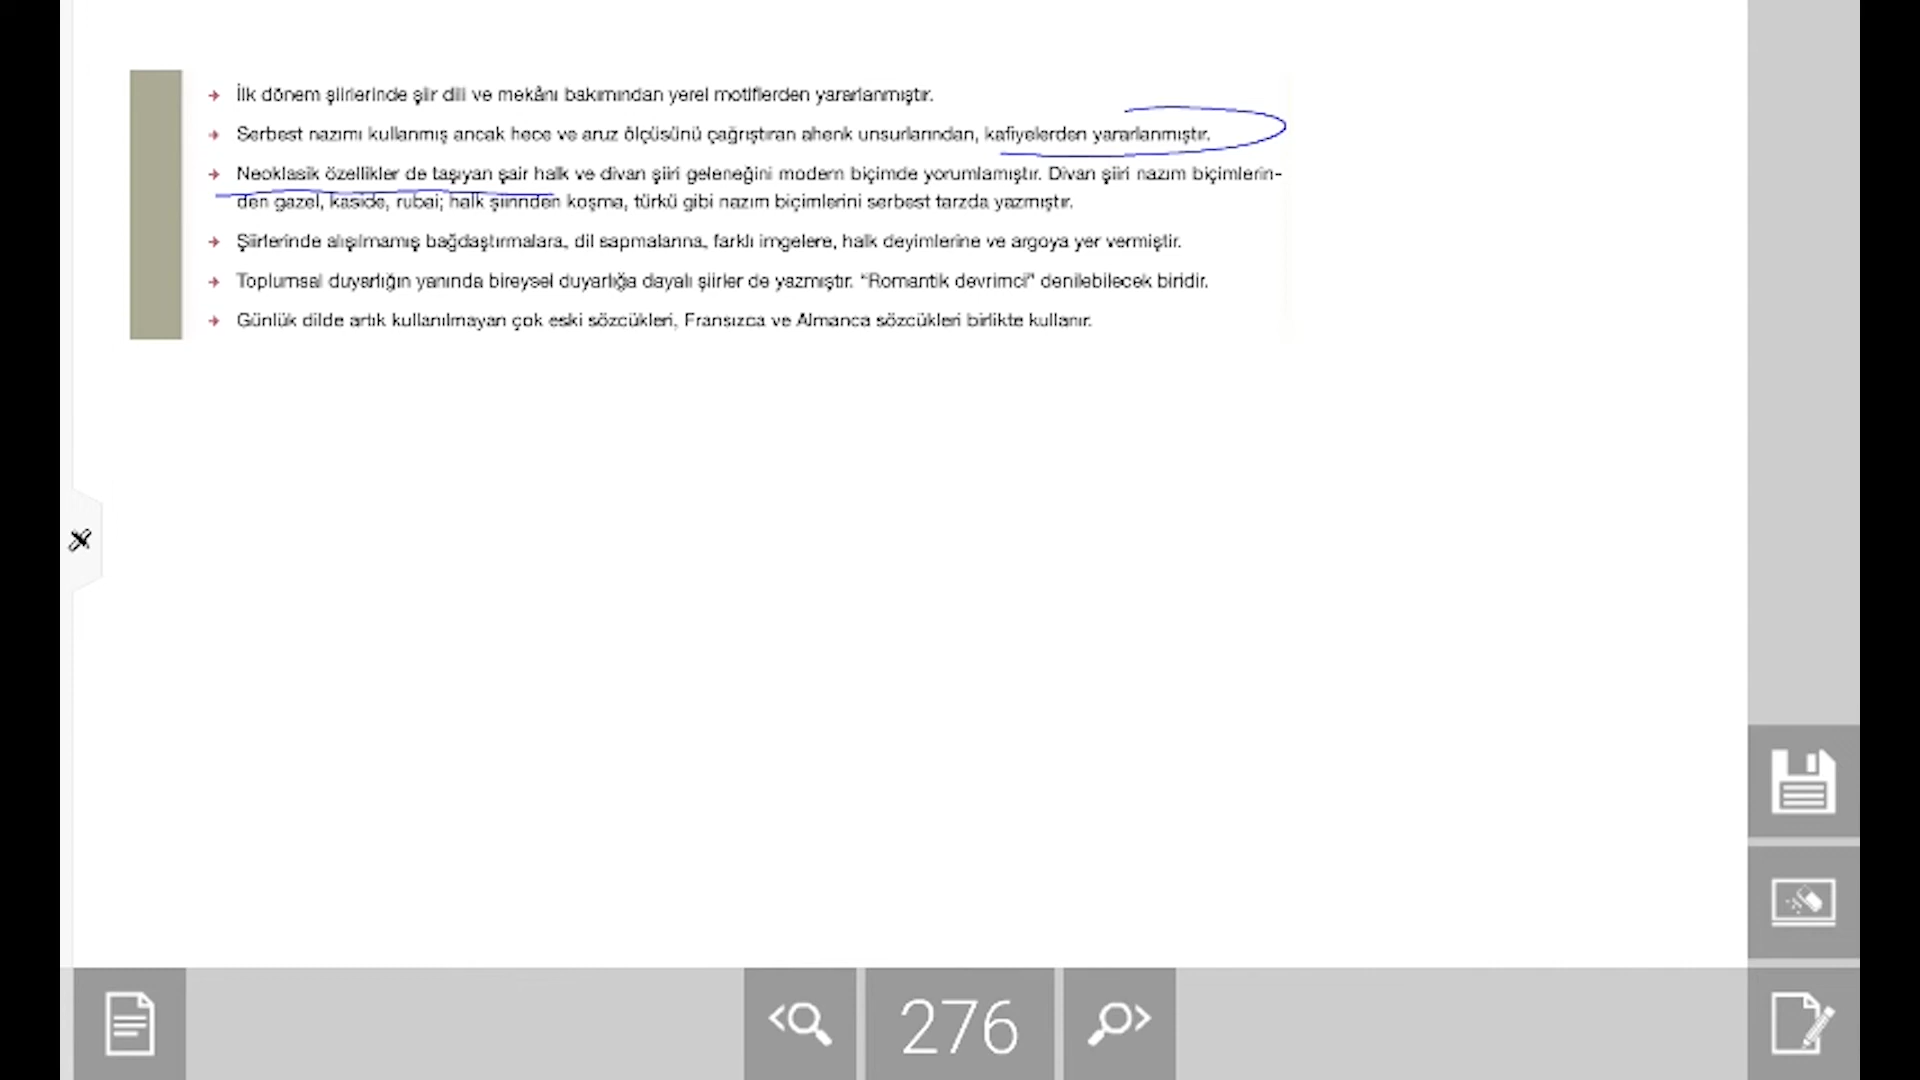 İlk dönem şiirlerinde şiir dili ve mekânı bakımından yerel motiflerden yararlanmıştır.
Serbest nazımı kullanmış ancak hece ve aruz ölçüsünü çağrıştıran ahenk unsurlarından, kafiyelerden yararlanmıştır.
Neoklasik özellikler de taşıyan şair halk ve divan şiiri geleneğini modern biçimde yorumlamıştır. Divan şiiri nazım biçimlerin-
den gazel, kaside, rubai; halk şiirinden koşma, türkü gibi nazım biçimlerini serbest tarzda yazmıştır.
Şiirlerinde alışılmamış bağdaştırmalara, dil sapmalarına, farklı imgelere, halk deyimlerine ve argoya yer vermiştir.
Toplumsal duyarlığın yanında bireysel duyarlığa dayalı şiirler de yazmıştır. “Romantik devrimci” denilebilecek biridir.
Günlük dilde artık kullanılmayan çok eski sözcükleri, Fransızca ve Almanca sözcükleri birlikte kullanır.
276